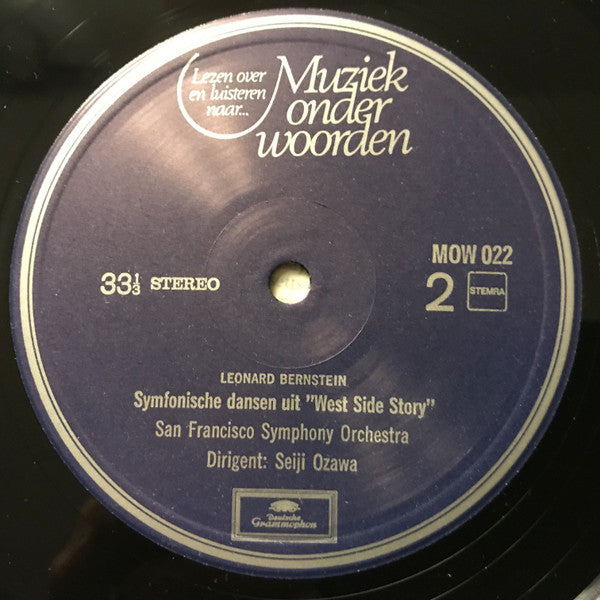 Lezen over
en luisteren
naar...
Muziek
onder
woorden
MOW 022
33⅓ STEREO
2
STEMRA
LEONARD BERNSTEIN
Symfonische dansen uit "West Side Story"
San Francisco Symphony Orchestra
Dirigent: Seiji Ozawa
Deutsche
Grammophon